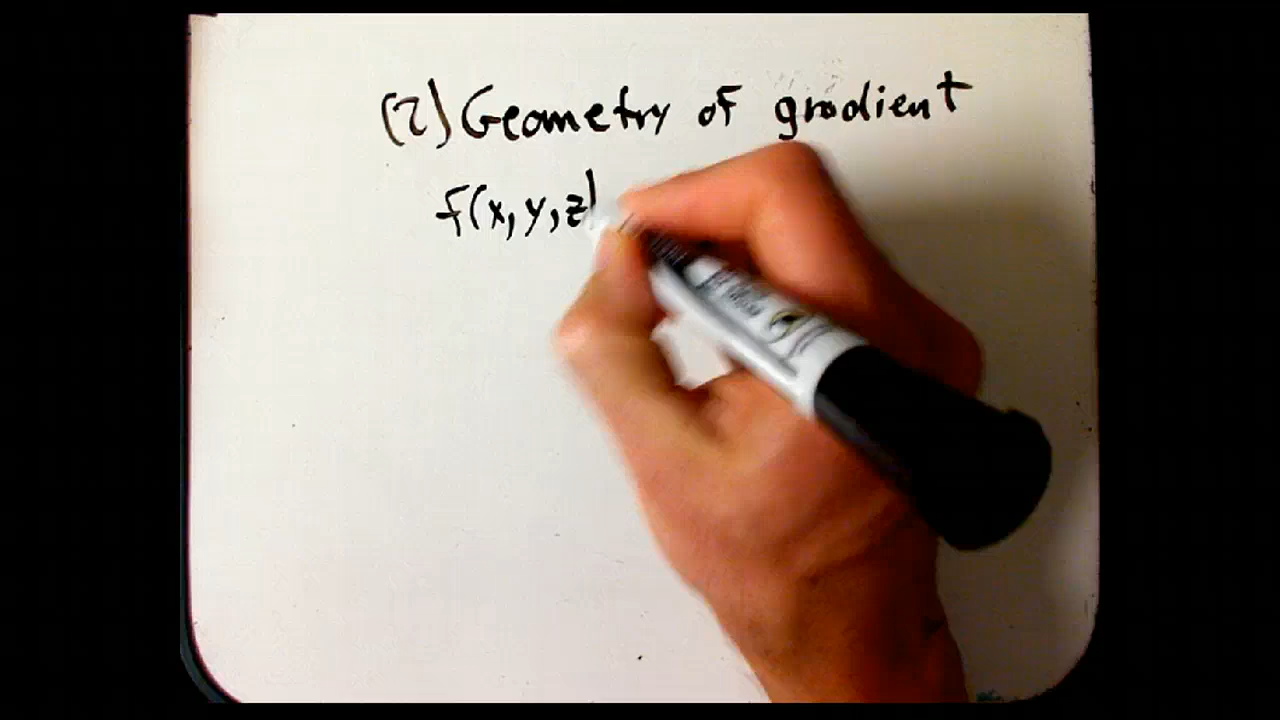 (2) Geometry of gradient
f(x, y, z)